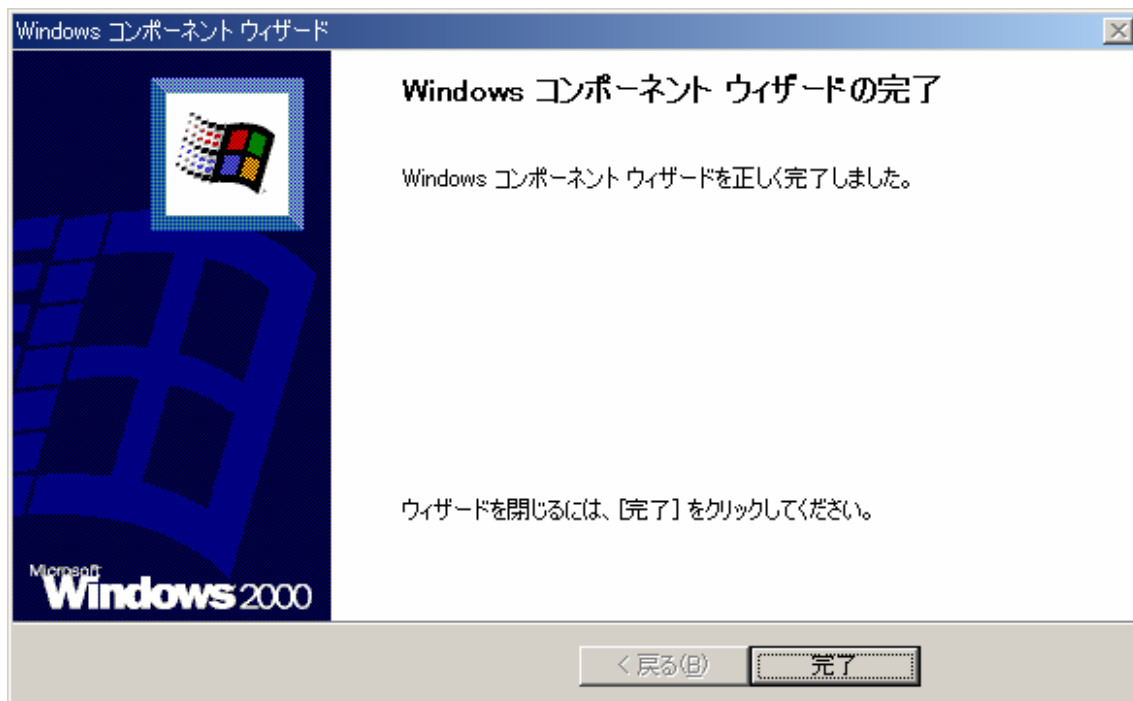 Windows コンポーネント ウィザード
Windows コンポーネント ウィザードの完了
Windows コンポーネント ウィザードを正しく完了しました。
ウィザードを閉じるには、[完了] をクリックしてください。
Microsoft
Windows 2000
< 戻る(B)
完了